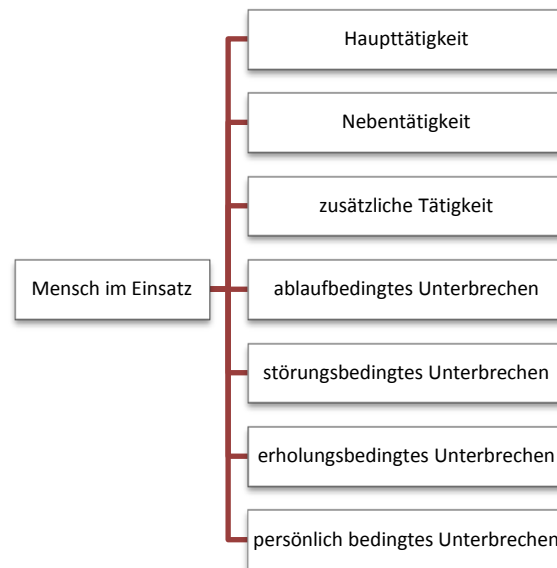 Haupttätigkeit
Nebentätigkeit
zusätzliche Tätigkeit
Mensch im Einsatz
ablaufbedingtes Unterbrechen
störungsbedingtes Unterbrechen
erholungsbedingtes Unterbrechen
persönlich bedingtes Unterbrechen